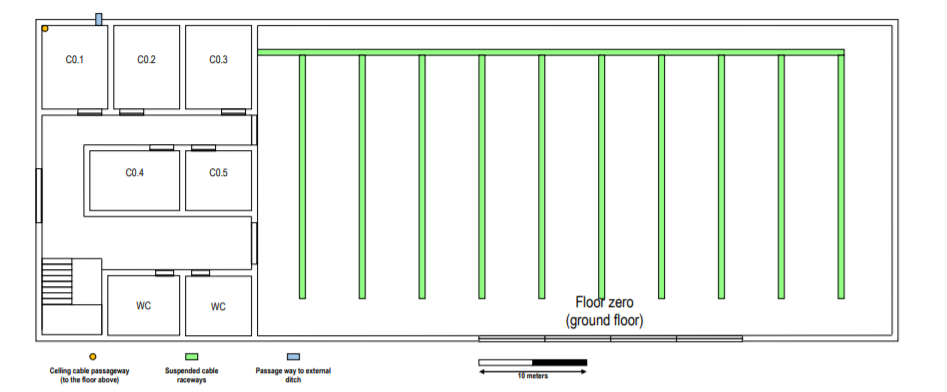 C0.1
C0.2
C0.3
C0.4
C0.5
WC
WC
Floor zero
(ground floor)
Celling cable passageway
(to the floor above)
Suspended cable
raceways
Passage way to external
ditch
10 meters